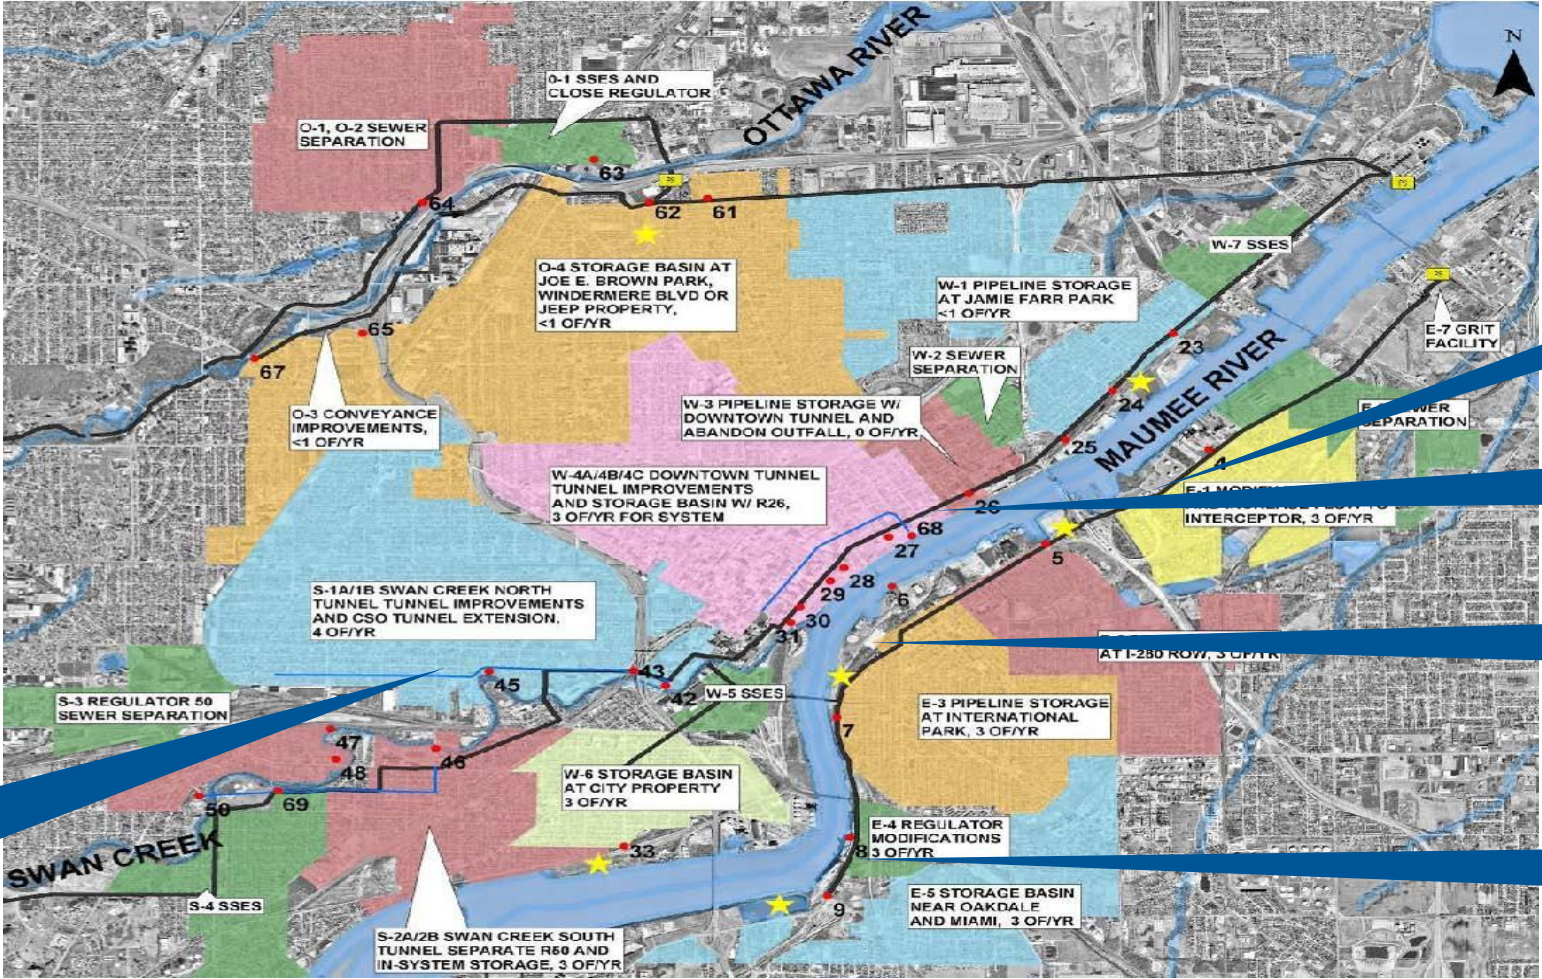 N
OTTAWA RIVER
0-1 SSES AND
CLOSE REGULATOR
O-1, O-2 SEWER
SEPARATION
63
64
62
61
W-7 SSES
O-4 STORAGE BASIN AT
JOE E. BROWN PARK,
WINDERMERE BLVD OR
JEEP PROPERTY,
<1 OF/YR
W-1 PIPELINE STORAGE
AT JAMIE FARR PARK
<1 OF/YR
E-7 GRIT
FACILITY
65
67
23
W-2 SEWER
SEPARATION
24
MAUMEE RIVER
O-3 CONVEYANCE
IMPROVEMENTS,
<1 OF/YR
W-3 PIPELINE STORAGE W/
DOWNTOWN TUNNEL AND
ABANDON OUTFALL, 0 OF/YR
25
SEWER
SEPARATION
4
W-4A/4B/4C DOWNTOWN TUNNEL
TUNNEL IMPROVEMENTS
AND STORAGE BASIN W/ R26,
3 OF/YR FOR SYSTEM
26
E-1
INTERCEPTOR, 3 OF/YR
68
27
5
28
29
6
S-1A/1B SWAN CREEK NORTH
TUNNEL TUNNEL IMPROVEMENTS
AND CSO TUNNEL EXTENSION,
4 OF/YR
30
31
AT I-280 ROW, 3 OF/YR
43
45
42
W-5 SSES
S-3 REGULATOR 50
SEWER SEPARATION
E-3 PIPELINE STORAGE
AT INTERNATIONAL
PARK, 3 OF/YR
7
47
46
48
W-6 STORAGE BASIN
AT CITY PROPERTY
3 OF/YR
50
69
SWAN CREEK
33
8
E-4 REGULATOR
MODIFICATIONS
3 OF/YR
S-4 SSES
9
E-5 STORAGE BASIN
NEAR OAKDALE
AND MIAMI, 3 OF/YR
S-2A/2B SWAN CREEK SOUTH
TUNNEL SEPARATE R50 AND
IN-SYSTEM STORAGE, 3 OF/YR